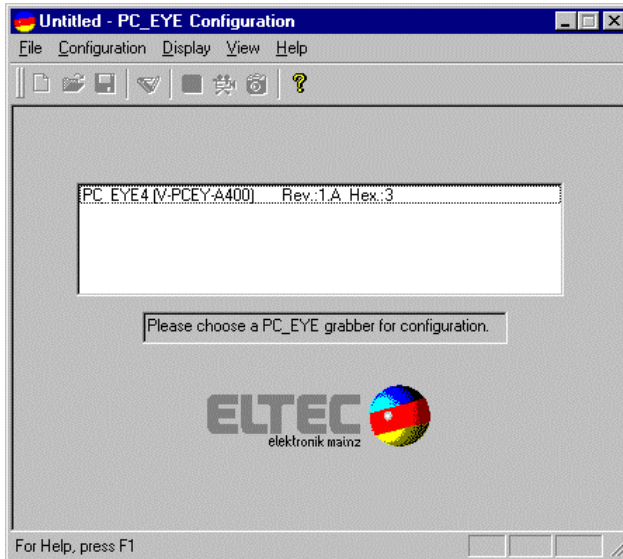 Untitled - PC_EYE Configuration
File Configuration Display View Help
PC_EYE4 (V-PCEY-A400) Rev.:1.A Hex.:3
Please choose a PC_EYE grabber for configuration.
ELTEC
elektronik mainz
For Help, press F1